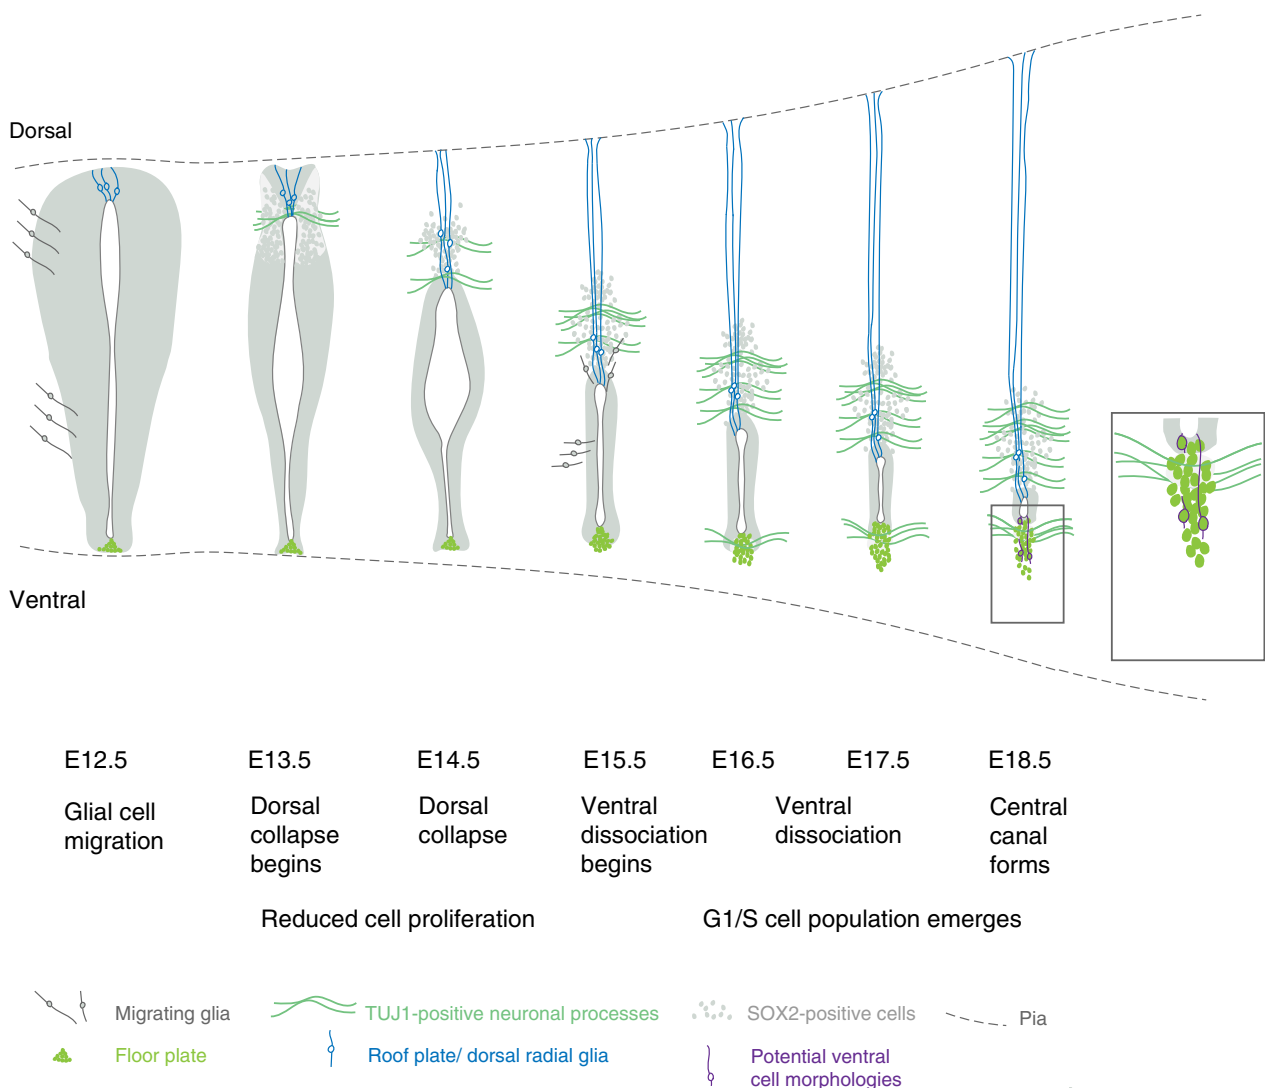 Dorsal
Ventral
E12.5 E13.5 E14.5 E15.5 E16.5 E17.5 E18.5
Glial cell
migration
Dorsal
collapse
begins
Dorsal
collapse
Ventral
dissociation
begins
Ventral
dissociation
Central
canal
forms
Reduced cell proliferation
G1/S cell population emerges
Migrating glia
TUJ1-positive neuronal processes
SOX2-positive cells
Pia
Floor plate
Roof plate/ dorsal radial glia
Potential ventral
cell morphologies